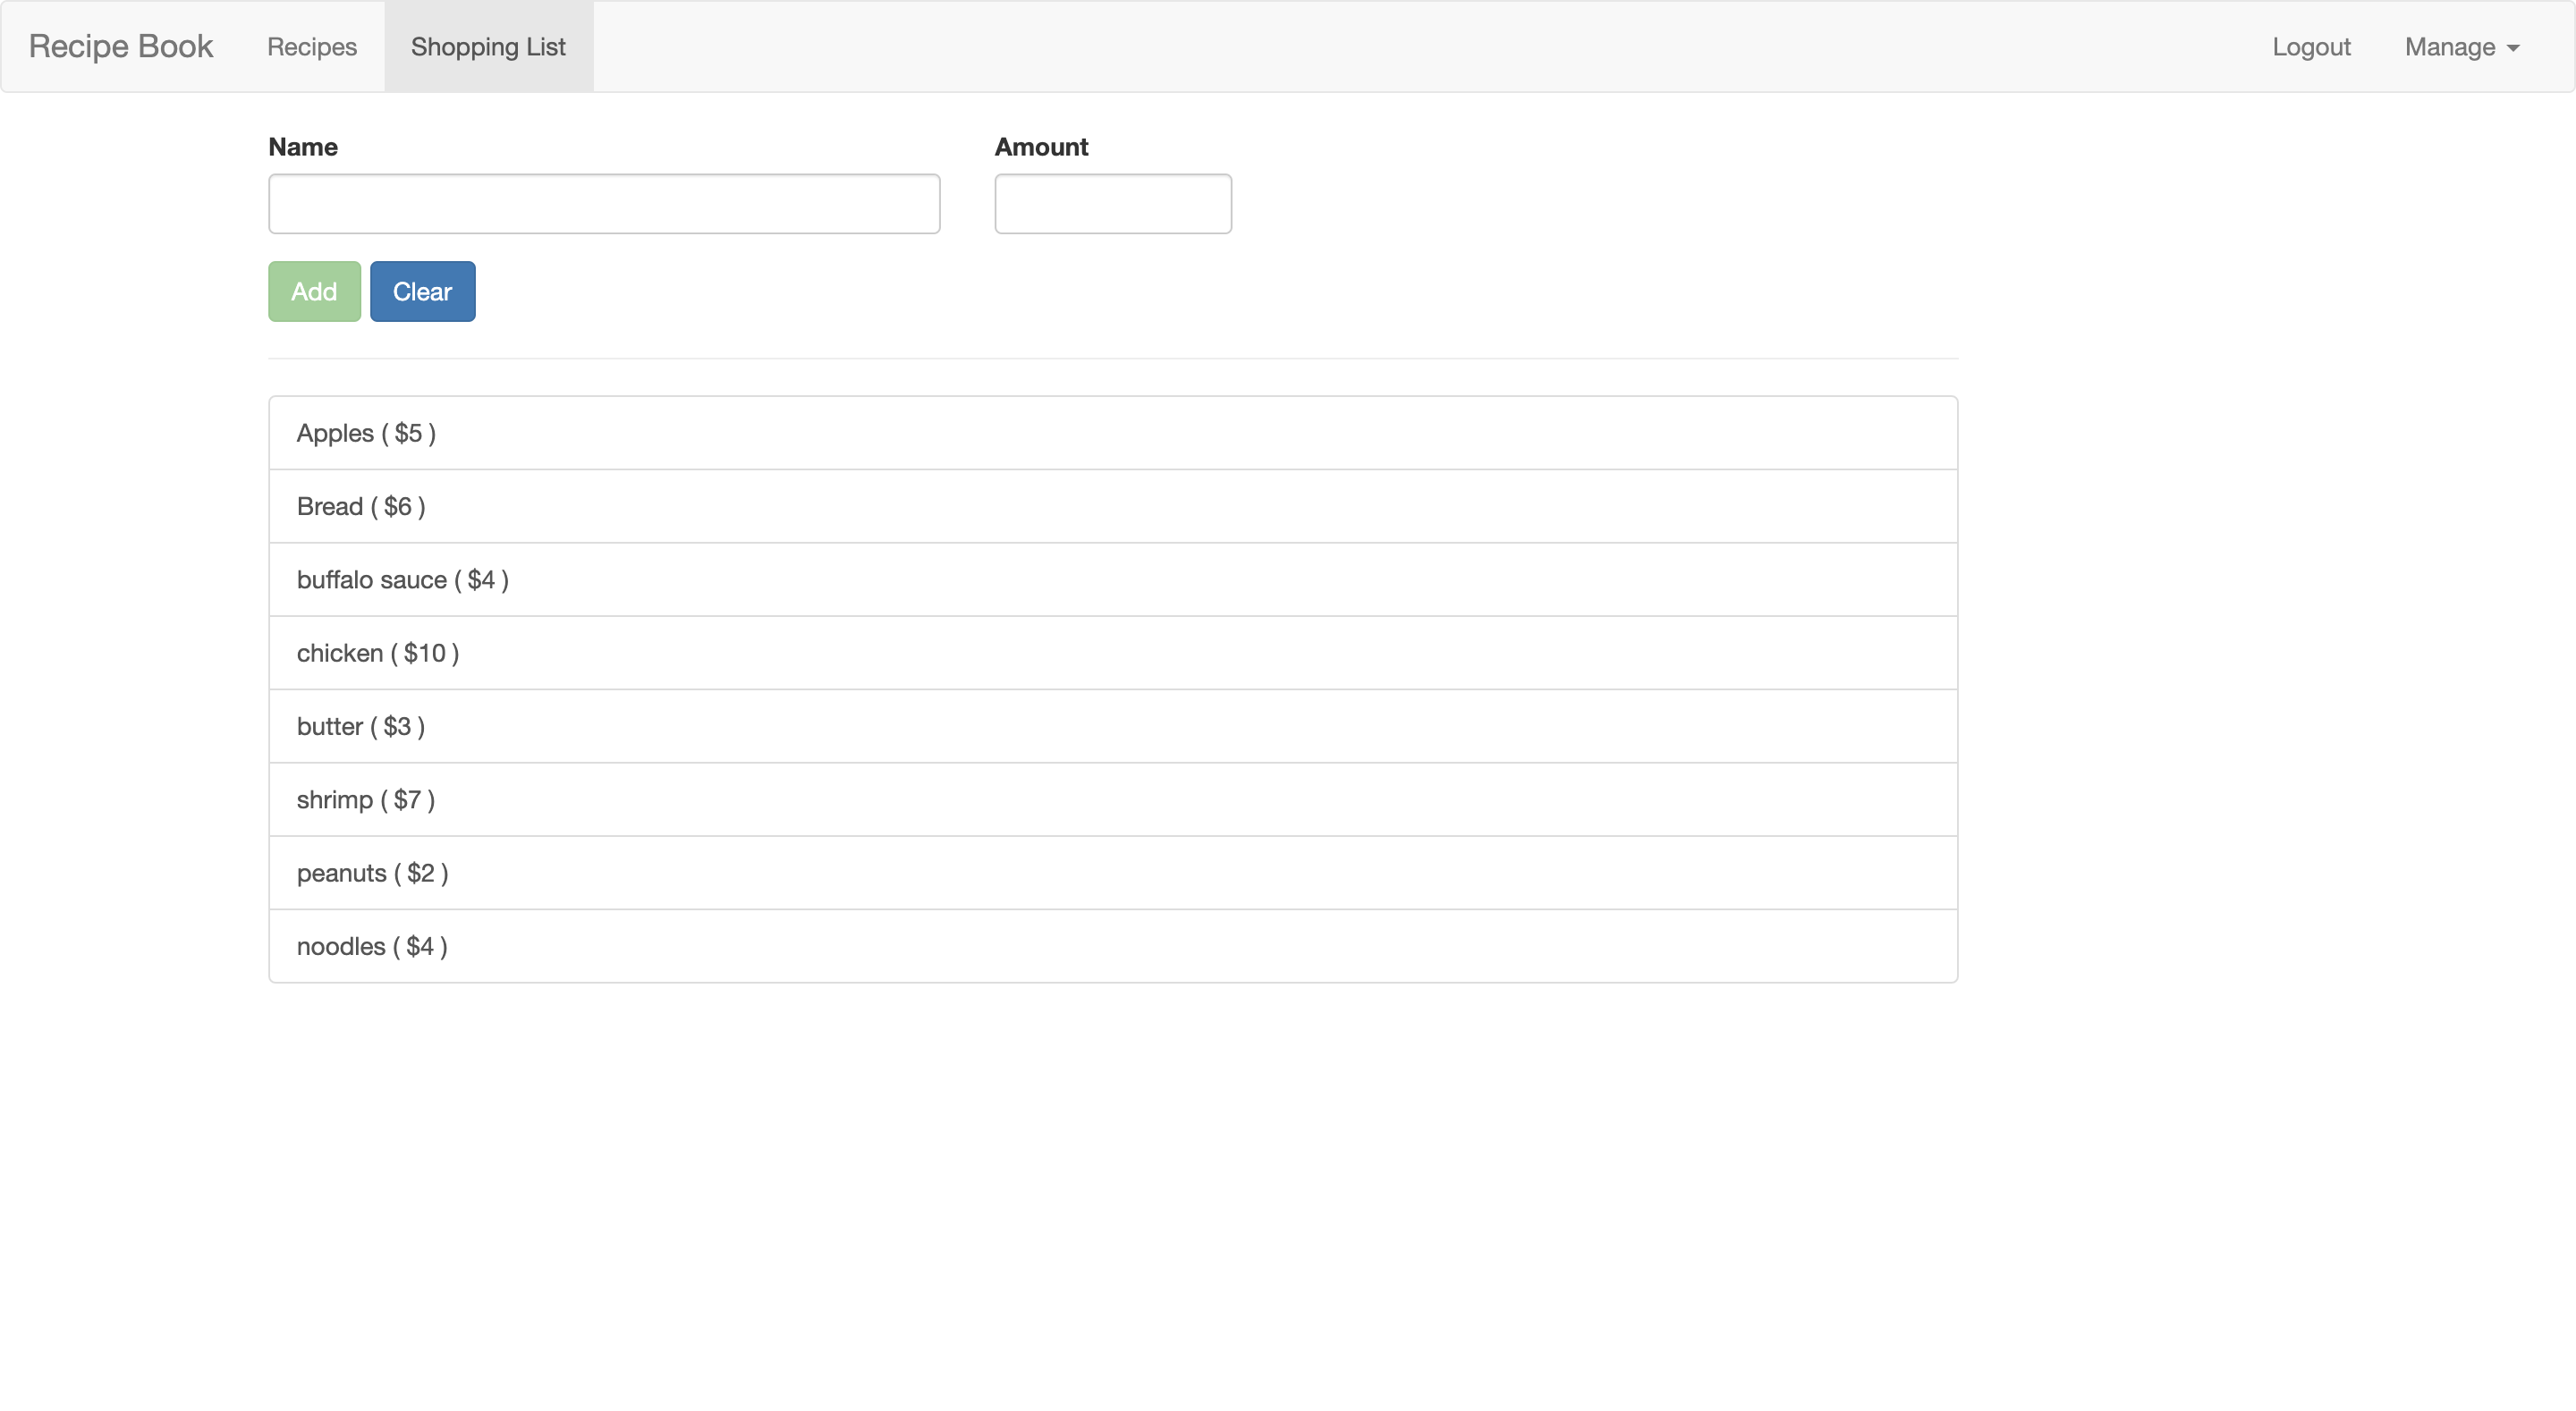 Recipe Book Recipes Shopping List Logout Manage
Name Amount
Add Clear
Apples ( $5 )
Bread ( $6 )
buffalo sauce ( $4 )
chicken ( $10 )
butter ( $3 )
shrimp ( $7 )
peanuts ( $2 )
noodles ( $4 )